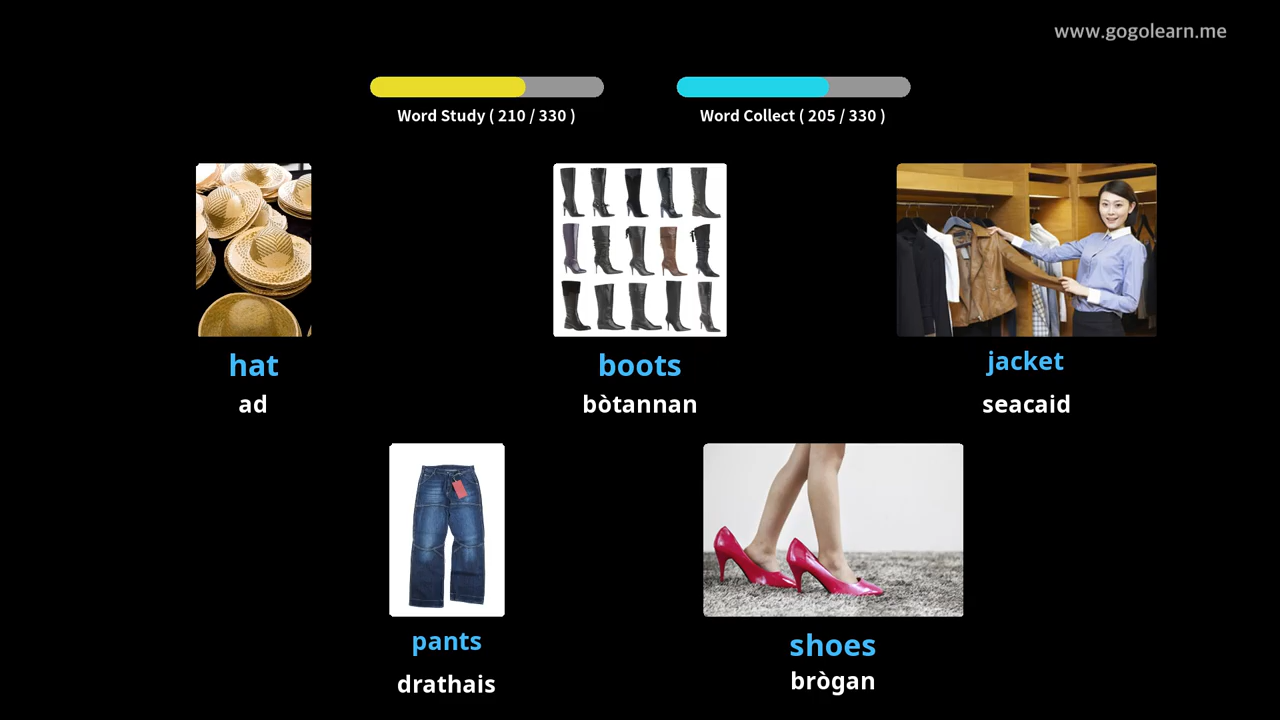 www.gogolearn.me
Word Study ( 210 / 330 )
Word Collect ( 205 / 330 )
hat
ad
boots
bòtannan
jacket
seacaid
pants
drathais
shoes
brògan